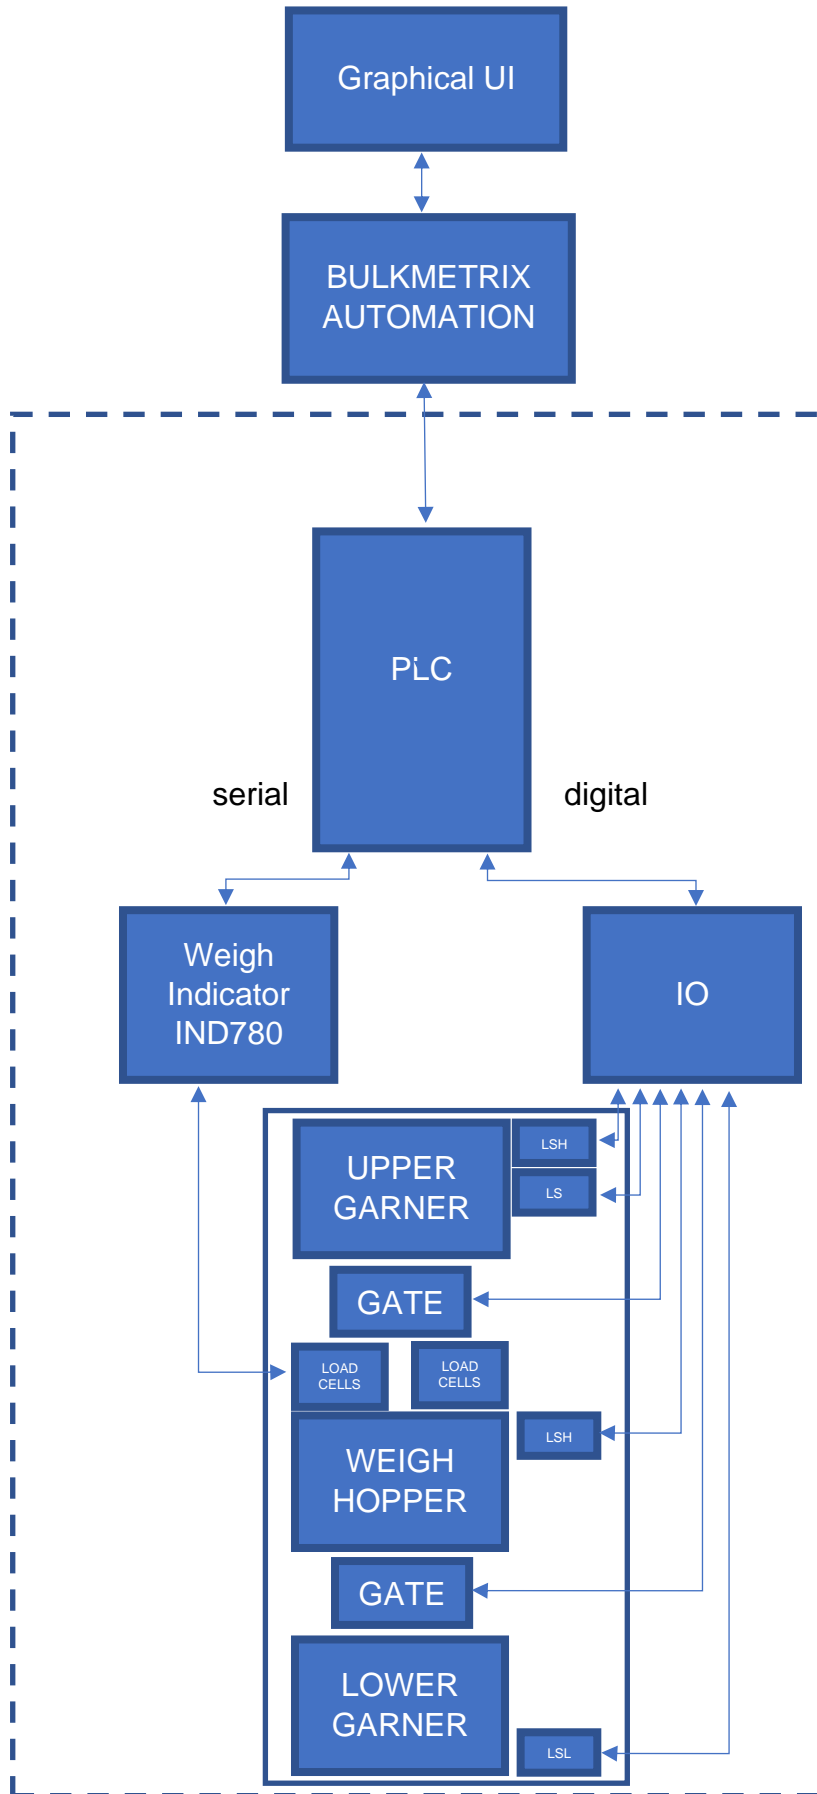 Graphical UI
BULKMETRIX
AUTOMATION
PLC
serial
digital
Weigh
Indicator
IND780
IO
UPPER
GARNER
LSH
LS
GATE
LOAD
CELLS
LOAD
CELLS
WEIGH
HOPPER
LSH
GATE
LOWER
GARNER
LSL